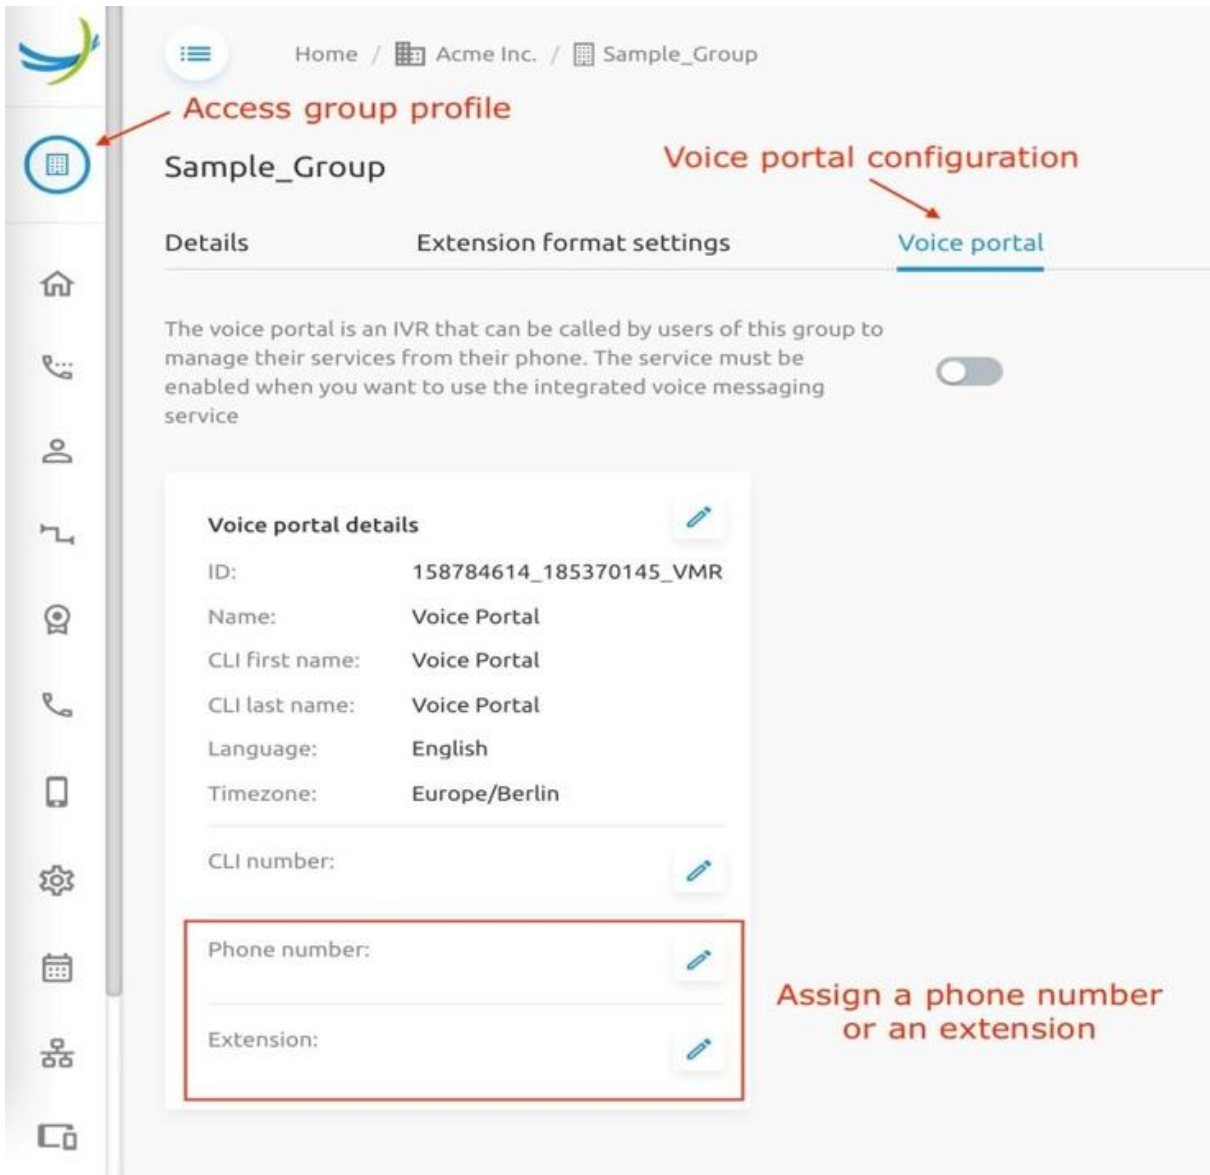 Home / Acme Inc. / Sample_Group
Access group profile
Sample_Group
Voice portal configuration
Details
Extension format settings
Voice portal
The voice portal is an IVR that can be called by users of this group to
manage their services from their phone. The service must be
enabled when you want to use the integrated voice messaging
service
Voice portal details
ID: 158784614_185370145_VMR
Name: Voice Portal
CLI first name: Voice Portal
CLI last name: Voice Portal
Language: English
Timezone: Europe/Berlin
CLI number:
Phone number:
Assign a phone number
or an extension
Extension: